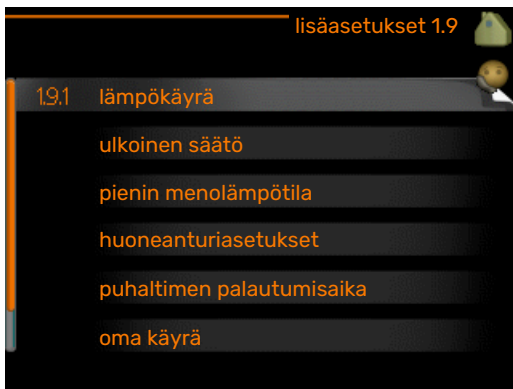 lisäasetukset 1.9
1.9.1 lämpökäyrä
ulkoinen säätö
pienin menolämpötila
huoneanturiasetukset
puhaltimen palautumisaika
oma käyrä